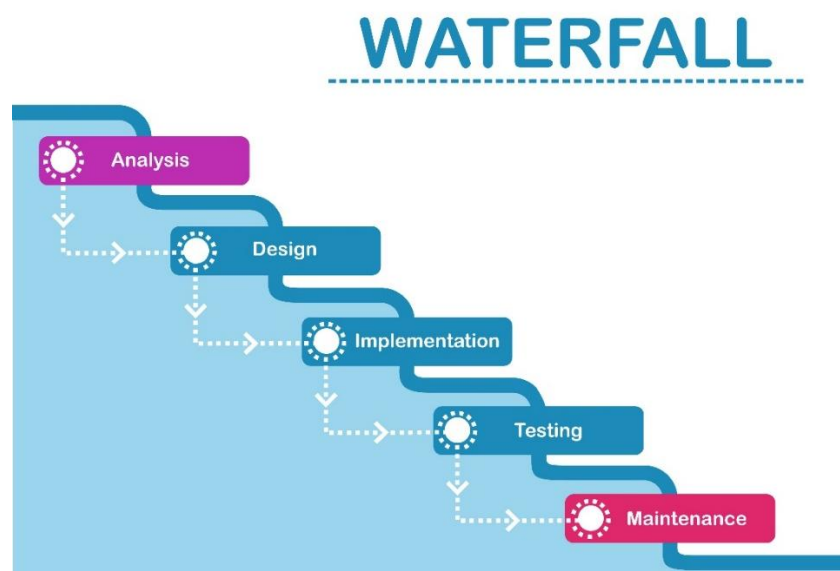 WATERFALL
Analysis
Design
Implementation
Testing
Maintenance